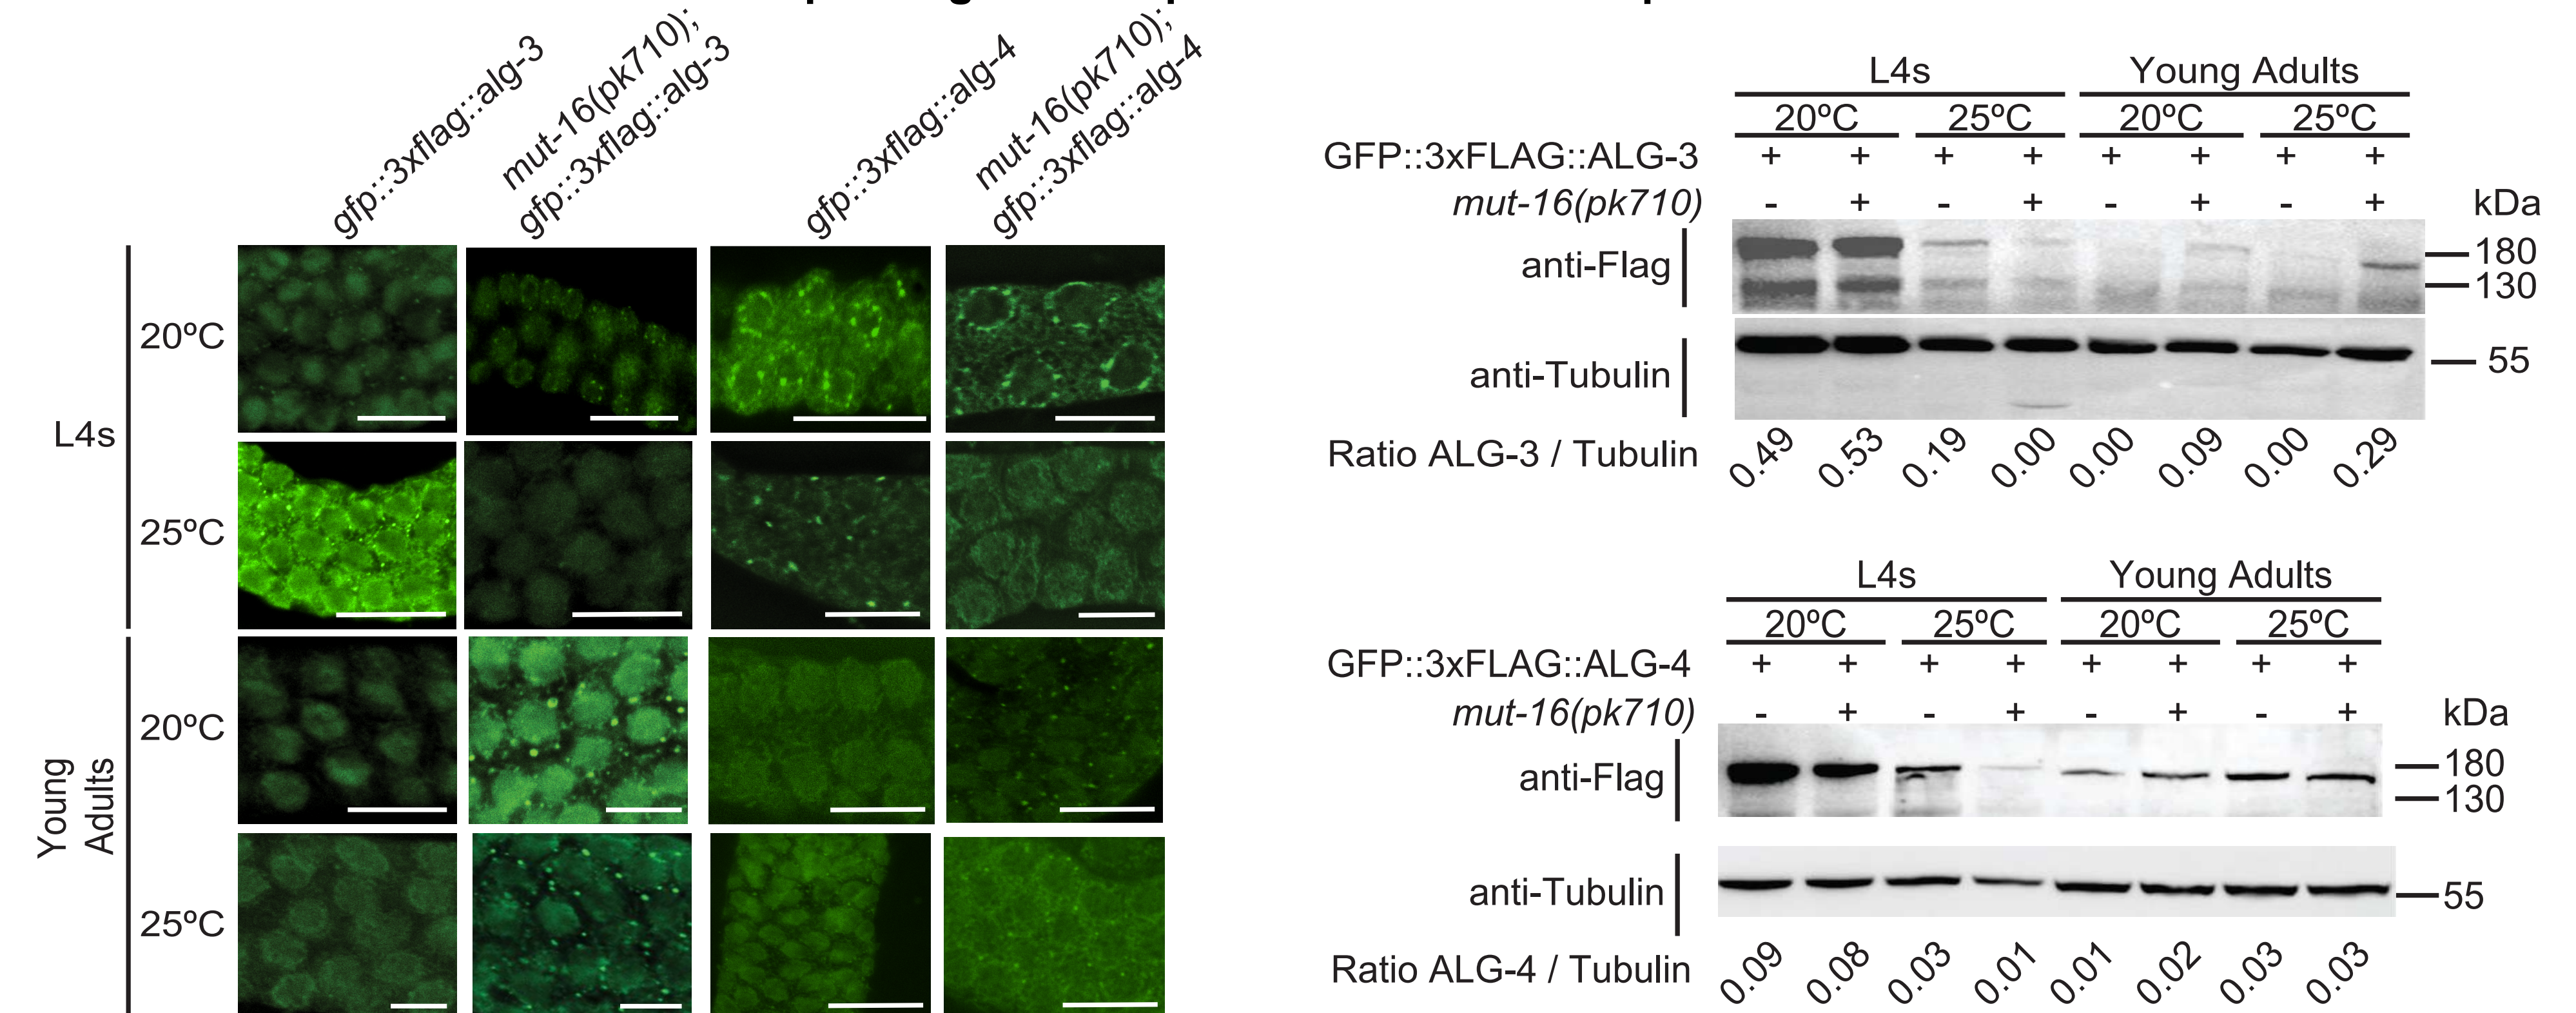 gfp::3xflag::alg-3
mut-16(pk710);
gfp::3xflag::alg-3
gfp::3xflag::alg-4
mut-16(pk710);
gfp::3xflag::alg-4
L4s
20ºC
25ºC
Young
Adults
20ºC
25ºC
L4s Young Adults
20ºC 25ºC 20ºC 25ºC
GFP::3xFLAG::ALG-3 + + + + + + + +
mut-16(pk710) - + - + - + - + kDa
anti-Flag 180
130
anti-Tubulin 55
Ratio ALG-3 / Tubulin 0.49 0.53 0.19 0.00 0.00 0.09 0.00 0.29
L4s Young Adults
20ºC 25ºC 20ºC 25ºC
GFP::3xFLAG::ALG-4 + + + + + + + +
mut-16(pk710) - + - + - + - + kDa
anti-Flag 180
130
anti-Tubulin 55
Ratio ALG-4 / Tubulin 0.09 0.08 0.03 0.01 0.01 0.02 0.03 0.03